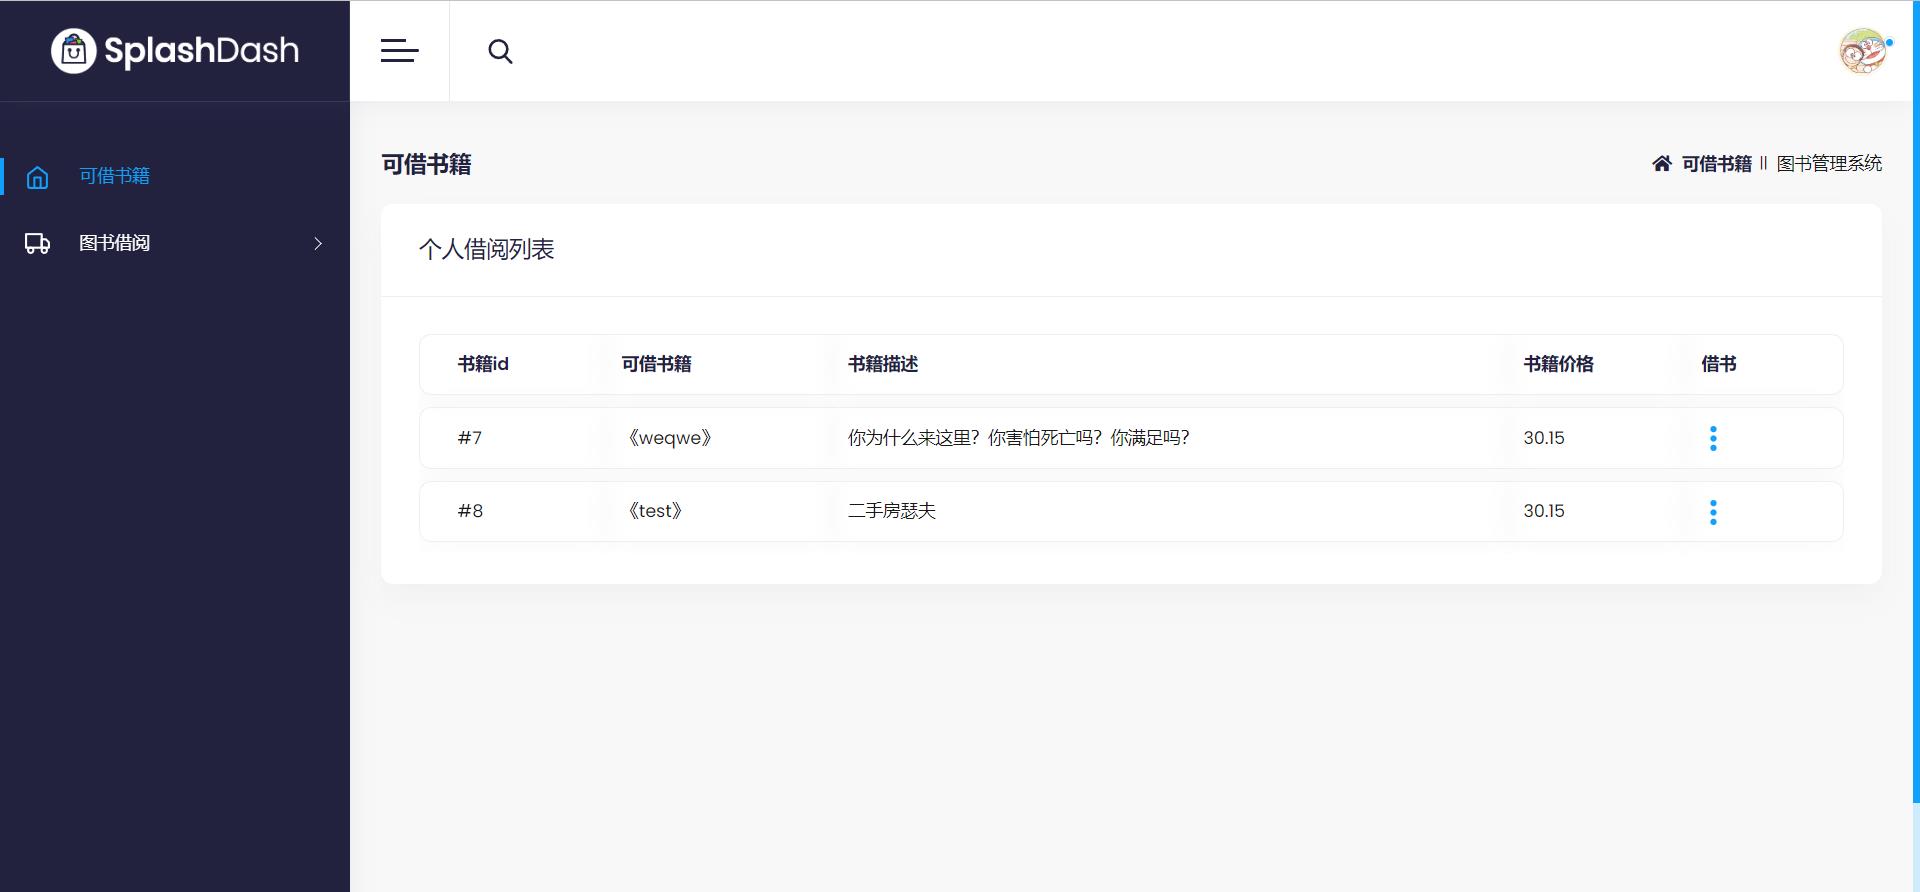 SplashDash
可借书籍
图书借阅
可借书籍
可借书籍 || 图书管理系统
个人借阅列表
书籍id 可借书籍 书籍描述 书籍价格 借书
#7 《weqwe》 你为什么来这里？你害怕死亡吗？你满足吗？ 30.15
#8 《test》 二手房瑟夫 30.15